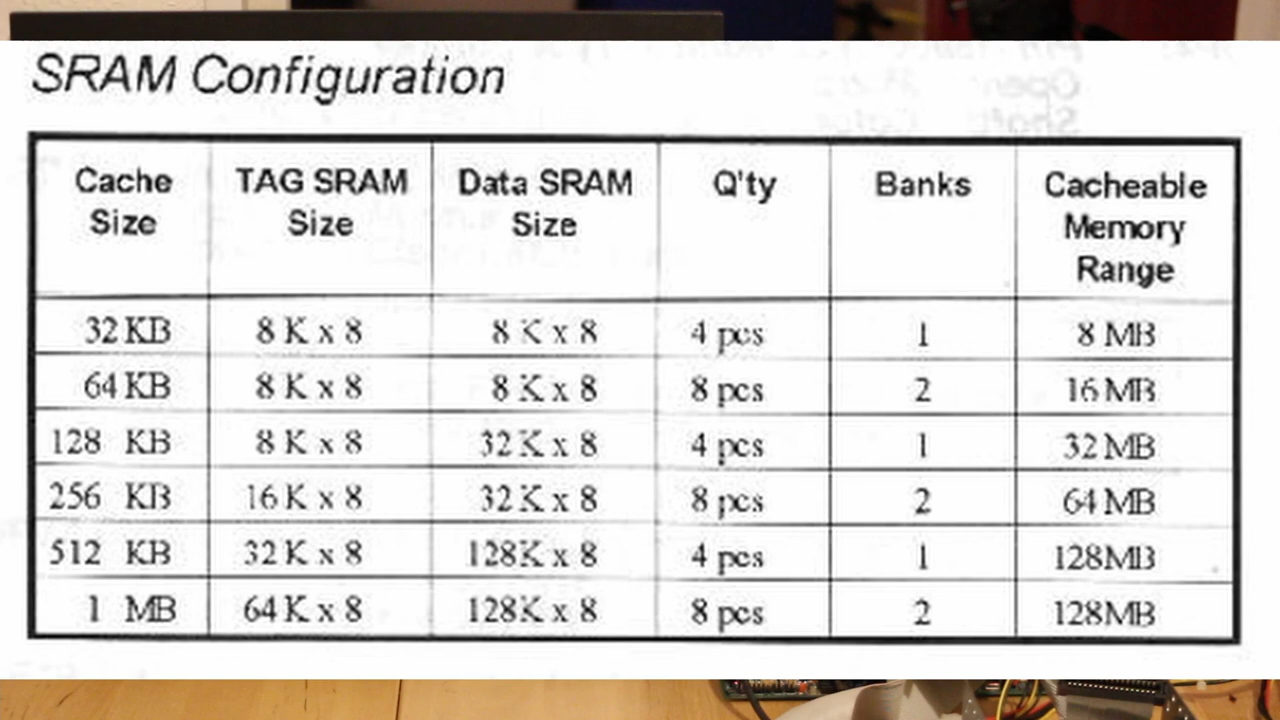 SRAM Configuration
Cache Size TAG SRAM Size Data SRAM Size Q'ty Banks Cacheable Memory Range
32 KB 8 K x 8 8 K x 8 4 pcs 1 8 MB
64 KB 8 K x 8 8 K x 8 8 pcs 2 16 MB
128 KB 8 K x 8 32 K x 8 4 pcs 1 32 MB
256 KB 16 K x 8 32 K x 8 8 pcs 2 64 MB
512 KB 32 K x 8 128K x 8 4 pcs 1 128MB
1 MB 64 K x 8 128K x 8 8 pcs 2 128MB